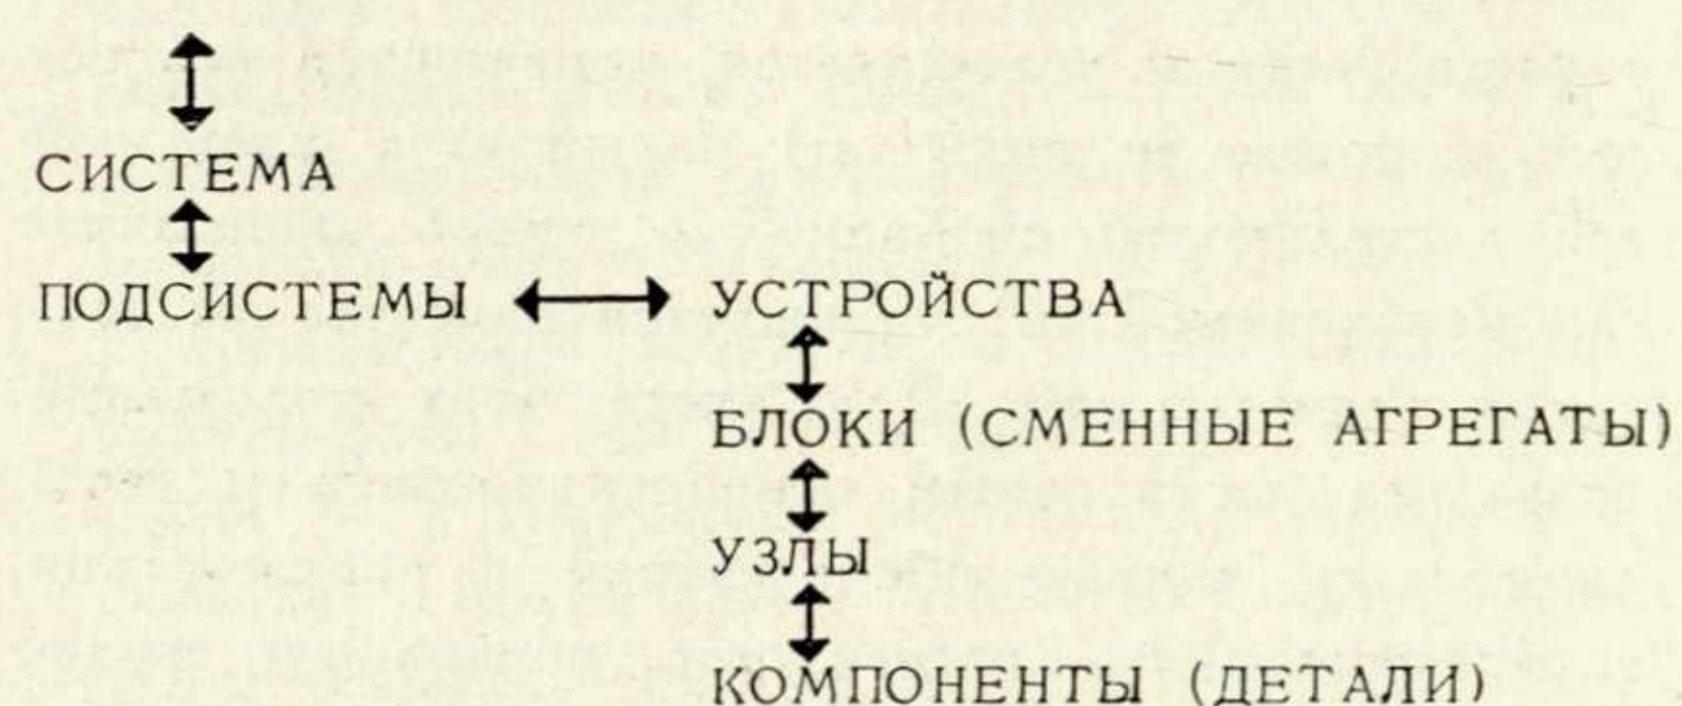 СИСТЕМА
ПОДСИСТЕМЫ УСТРОЙСТВА
БЛОКИ (СМЕННЫЕ АГРЕГАТЫ)
УЗЛЫ
КОМПОНЕНТЫ (ДЕТАЛИ)